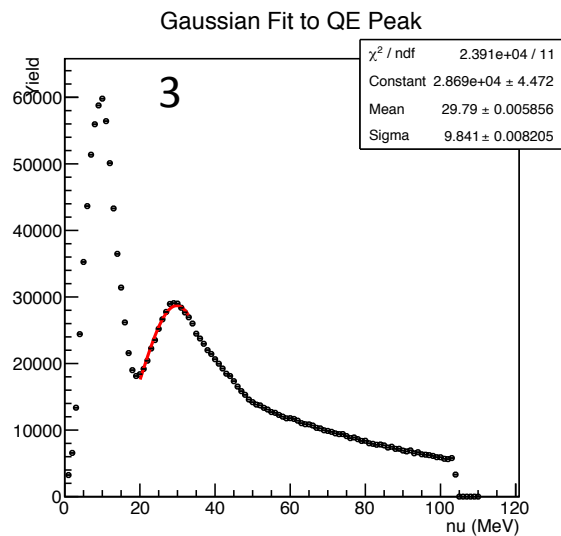 Gaussian Fit to QE Peak
χ² / ndf 2.391e+04 / 11
Constant 2.869e+04 ± 4.472
Mean 29.79 ± 0.005856
Sigma 9.841 ± 0.008205
Yield
3
60000
50000
40000
30000
20000
10000
0
0 20 40 60 80 100 120
nu (MeV)